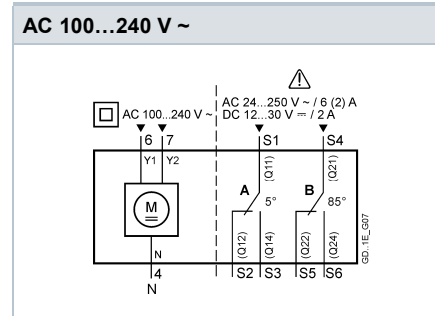 AC 100...240 V ~
AC 100...240 V ~
AC 24...250 V ~ / 6 (2) A
DC 12...30 V ⎓ / 2 A
6 7 S1 S4
Y1 Y2 (Q11) (Q21)
A B
M 5° 85°
(Q12) (Q14) (Q22) (Q24)
N
4 S2 S3 S5 S6
N
GD..1E_G07